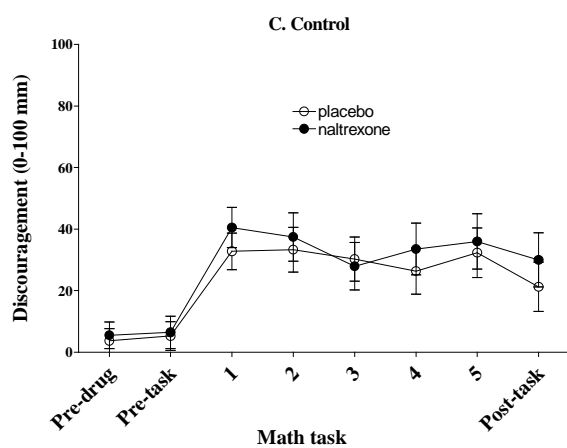 C. Control
Discouragement (0-100 mm)
100
80
60
40
20
0
placebo
naltrexone
Pre-drug
Pre-task
1
2
3
4
5
Post-task
Math task